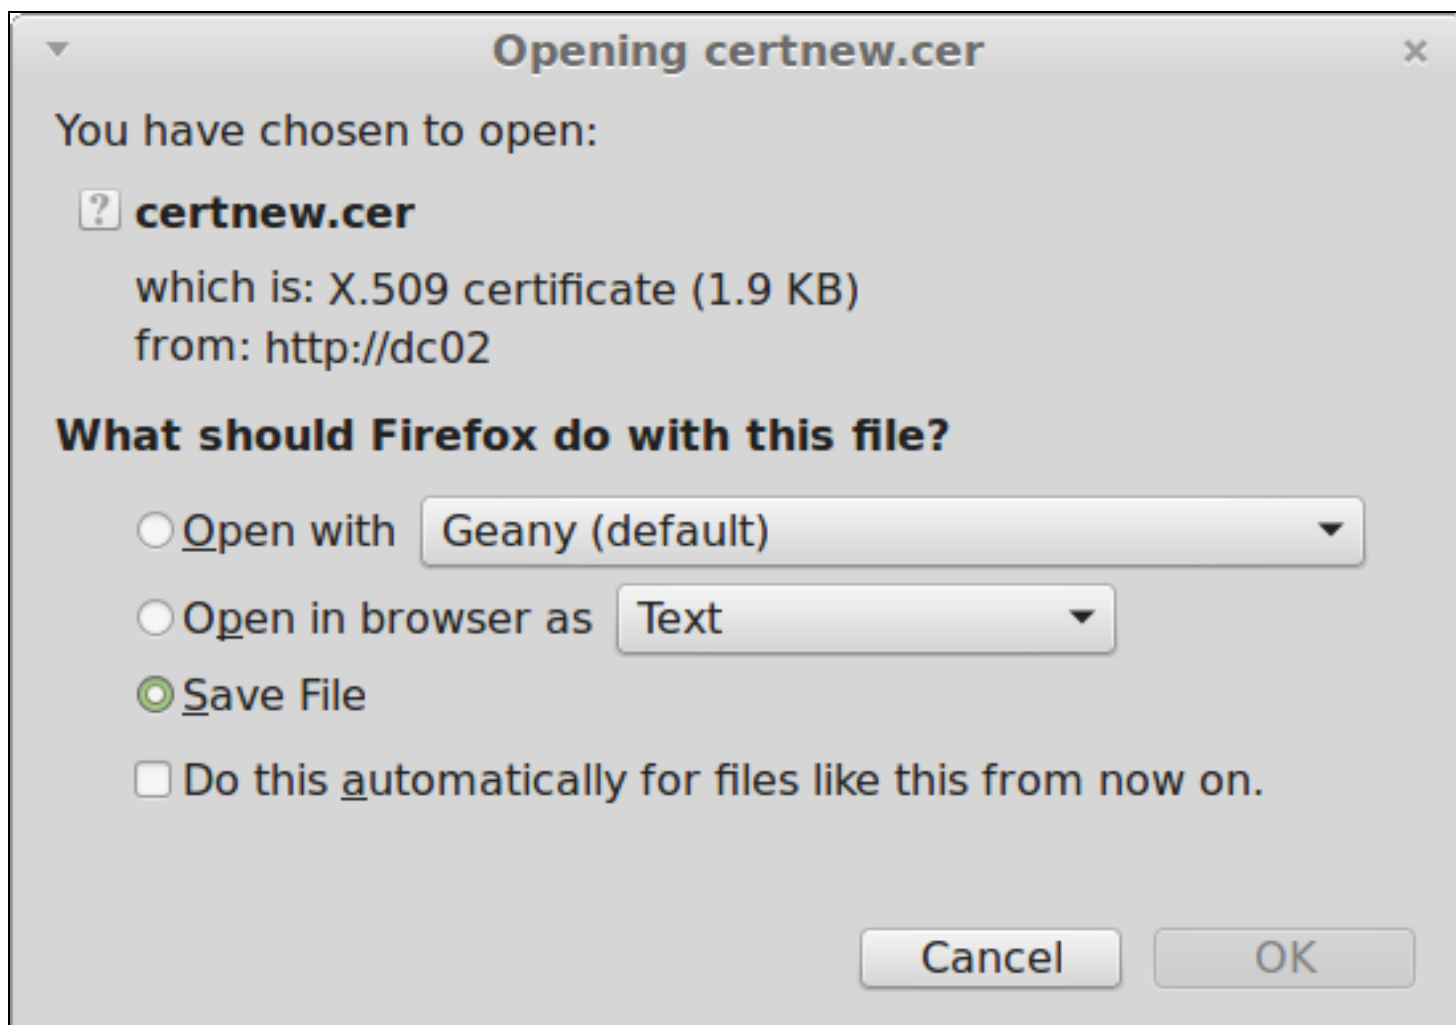 Opening certnew.cer
You have chosen to open:
certnew.cer
which is: X.509 certificate (1.9 KB)
from: http://dc02
What should Firefox do with this file?
Open with Geany (default)
Open in browser as Text
Save File
Do this automatically for files like this from now on.
Cancel OK